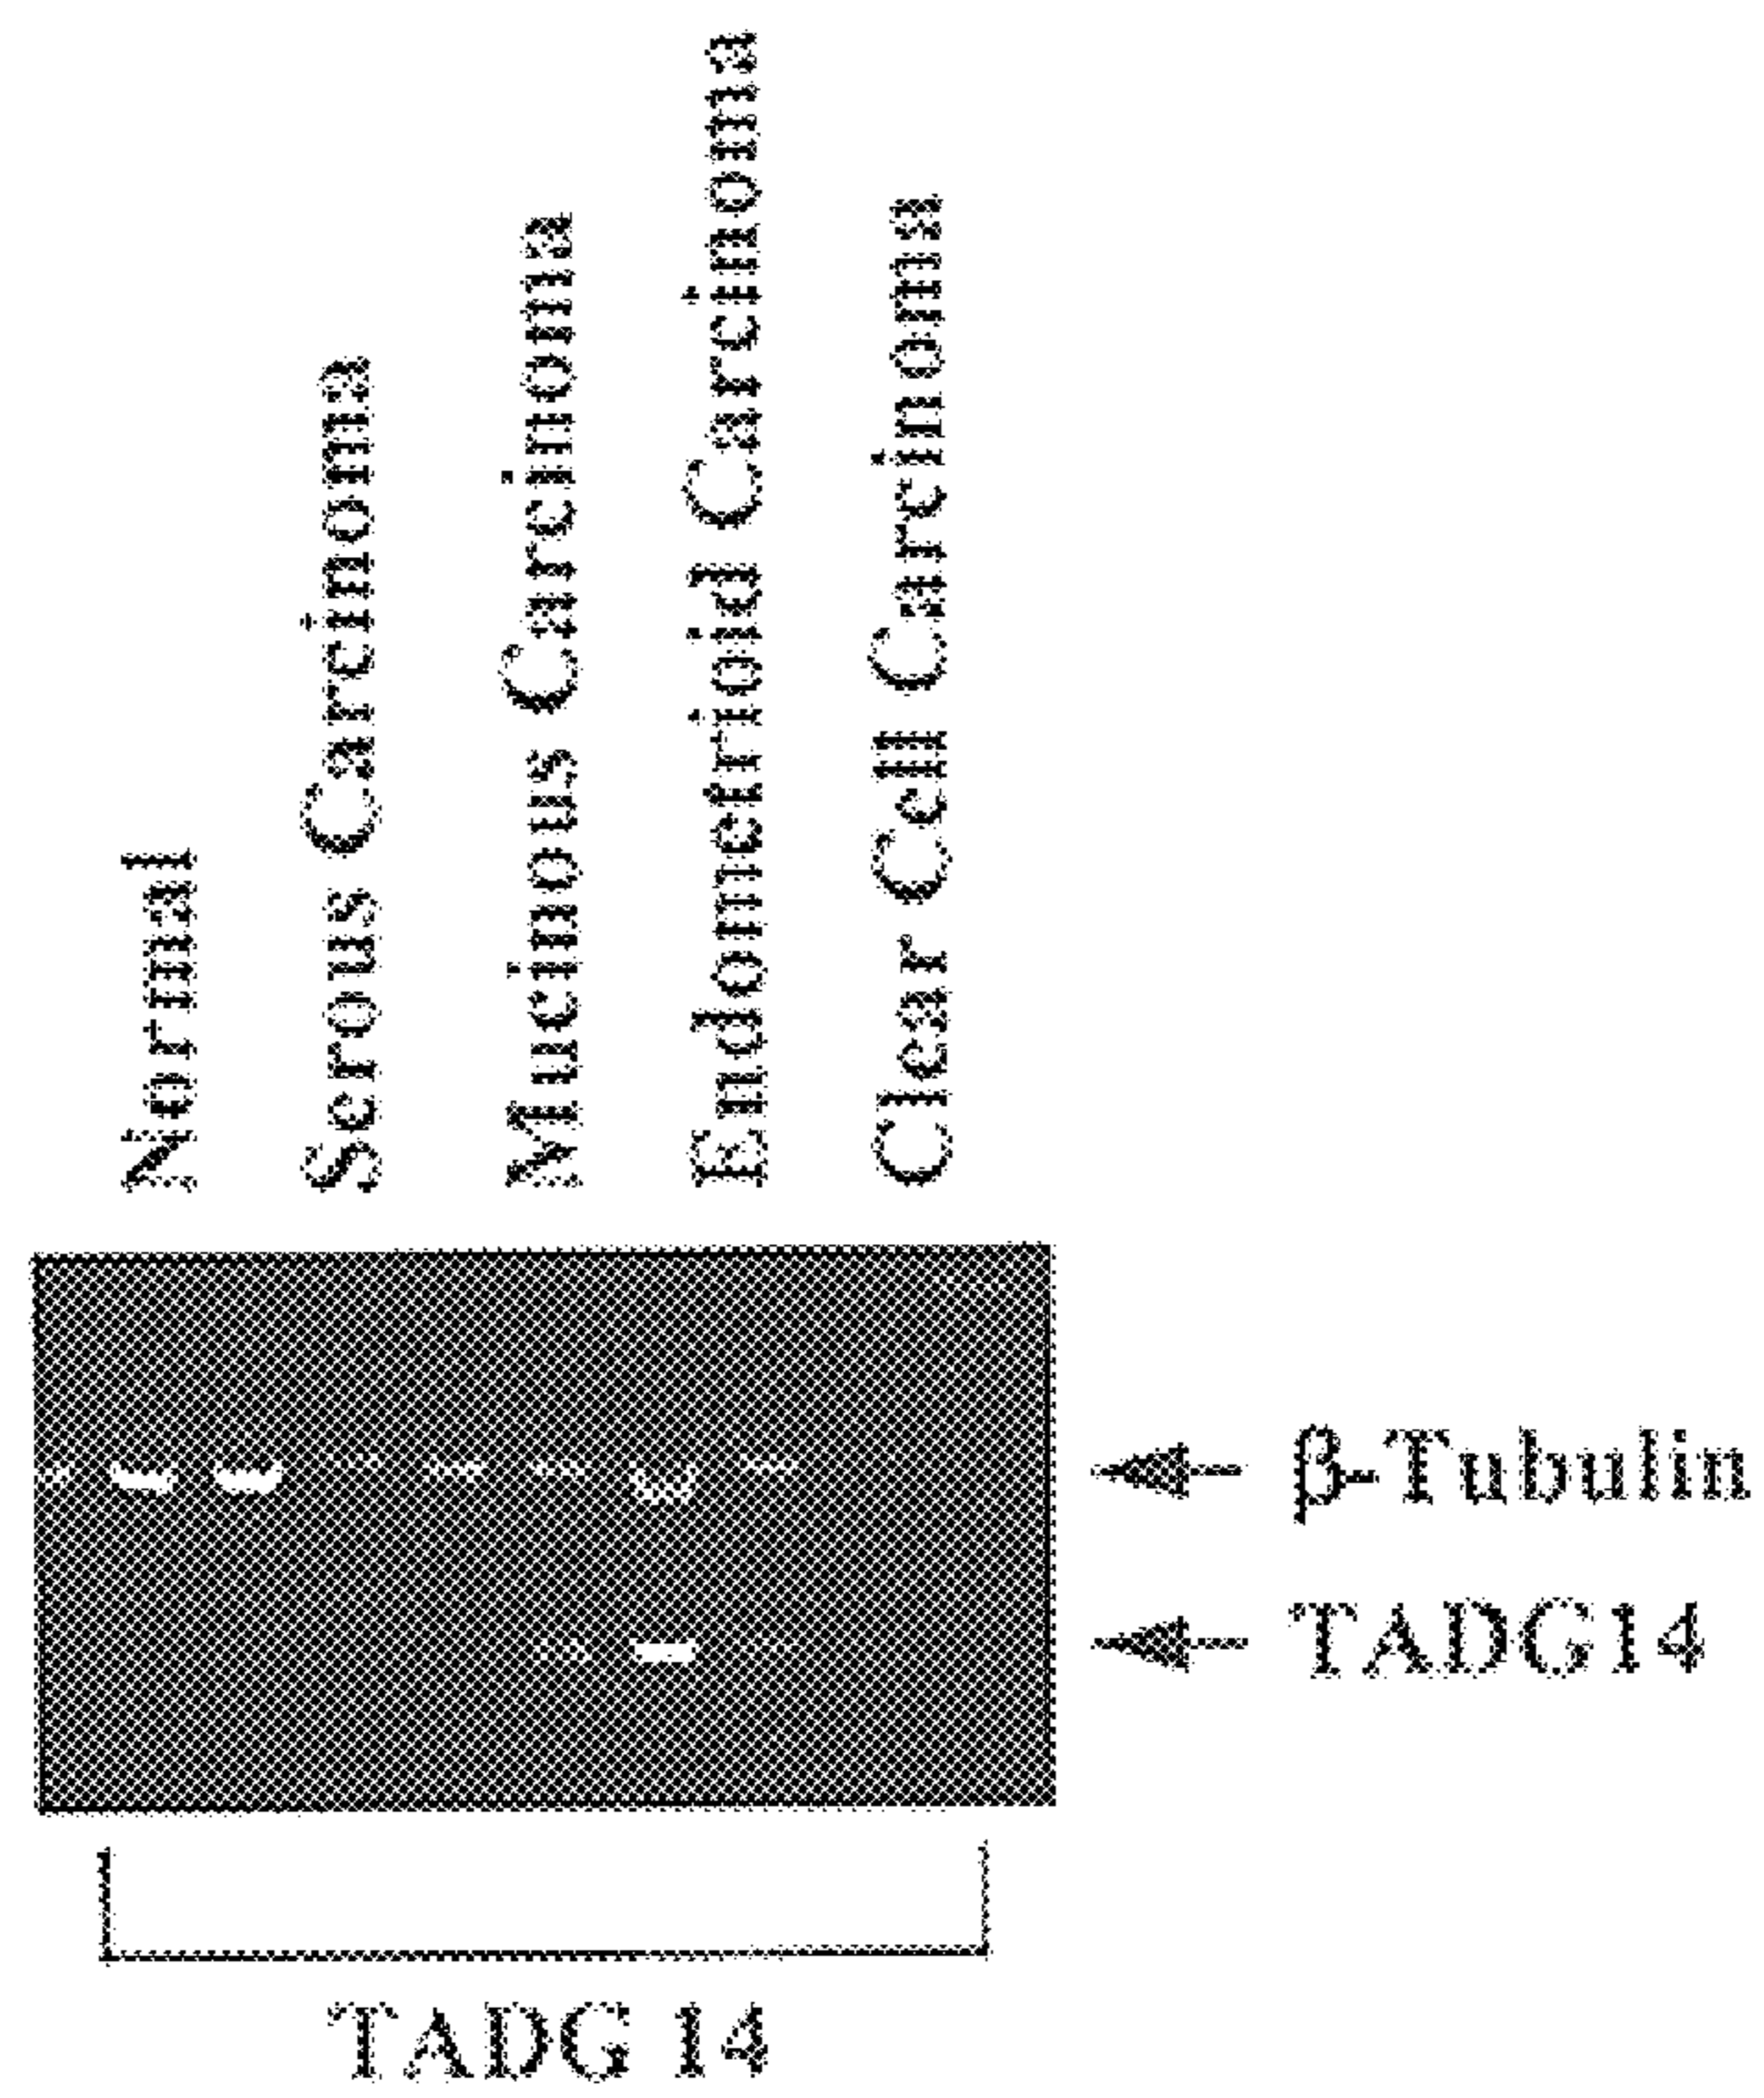 Normal
Serous Carcinoma
Mucinous Carcinoma
Endometrioid Carcinoma
Clear Cell Carcinoma
β-Tubulin
TADG14
TADG 14